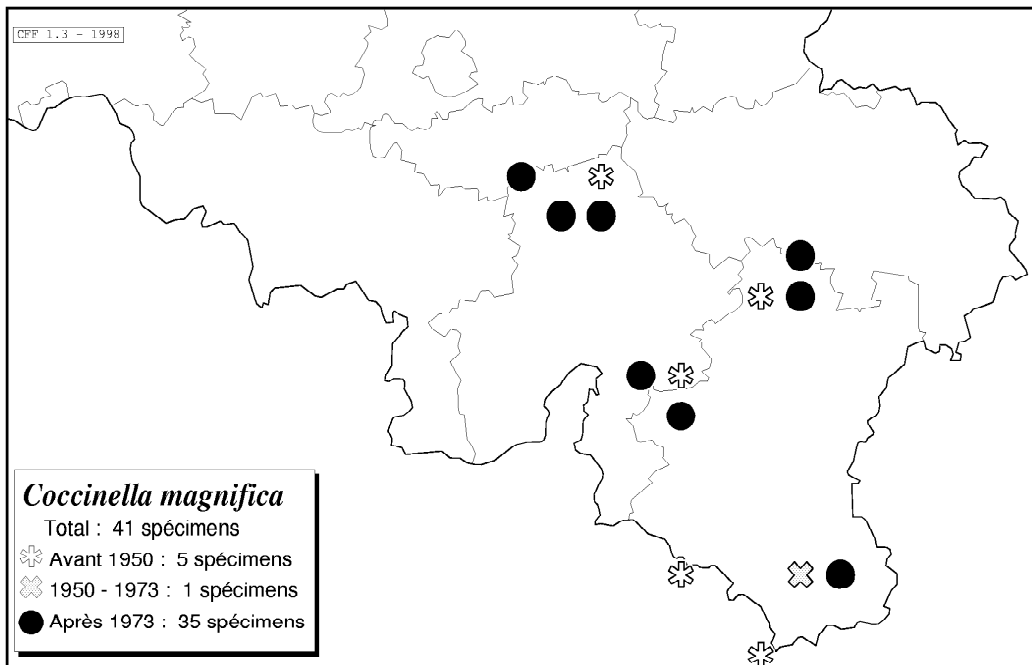 CFF 1.3 - 1998
Coccinella magnifica
Total : 41 spécimens
Avant 1950 : 5 spécimens
1950 - 1973 : 1 spécimens
Après 1973 : 35 spécimens